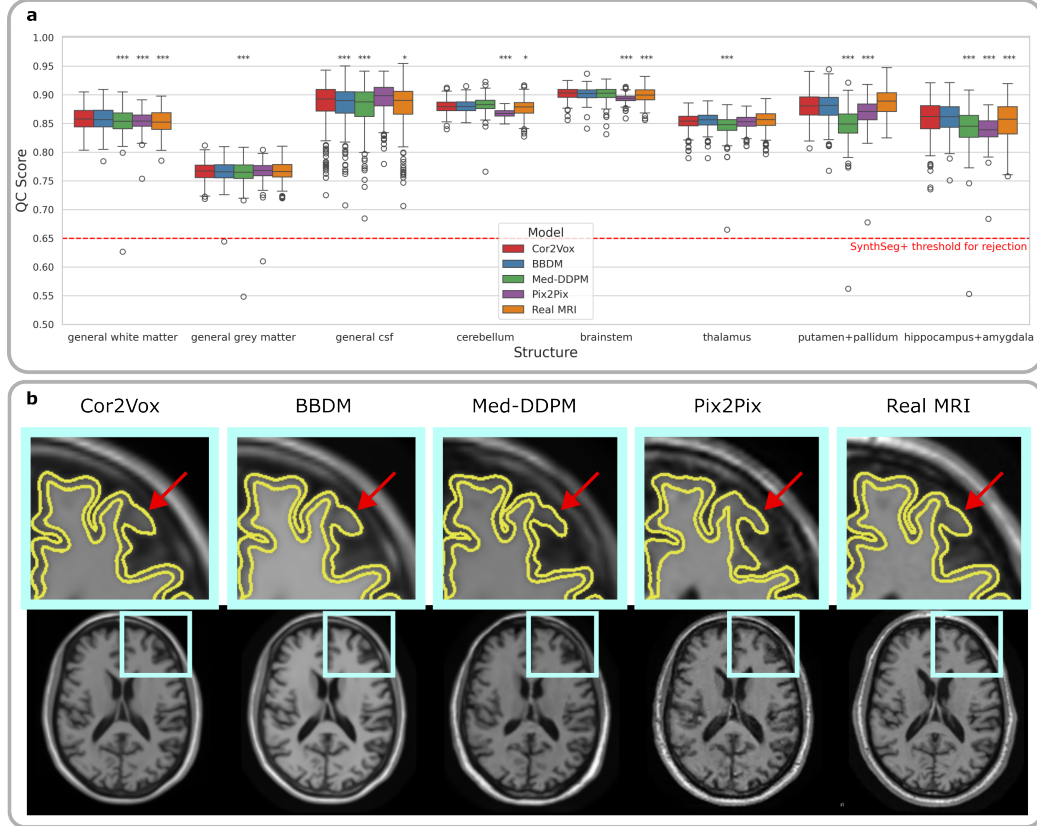 a
1.00
0.95
0.90
0.85
0.80
0.75
0.70
0.65
0.60
0.55
0.50
QC Score
*** *** *** *** *** *** * *** * *** *** *** *** *** *** *** ***
SynthSeg+ threshold for rejection
Model
Cor2Vox
BBDM
Med-DDPM
Pix2Pix
Real MRI
general white matter general grey matter general csf cerebellum brainstem thalamus putamen+pallidum hippocampus+amygdala
Structure
b
Cor2Vox BBDM Med-DDPM Pix2Pix Real MRI